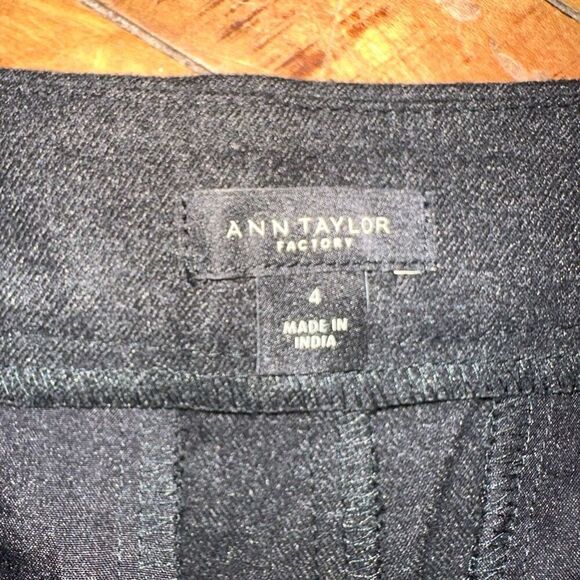 ANN TAYLOR
FACTORY
4
MADE IN
INDIA